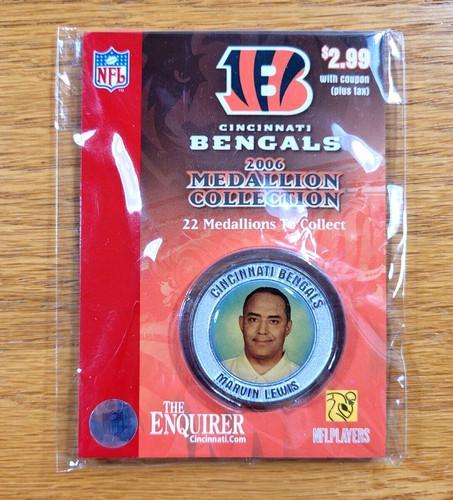 NFL
$2.99
with coupon
(plus tax)
B
CINCINNATI
BENGALS
2006
MEDALLION
COLLECTION
22 Medallions To Collect
CINCINNATI BENGALS
MARVIN LEWIS
THE
ENQUIRER
Cincinnati.Com
NFLPLAYERS